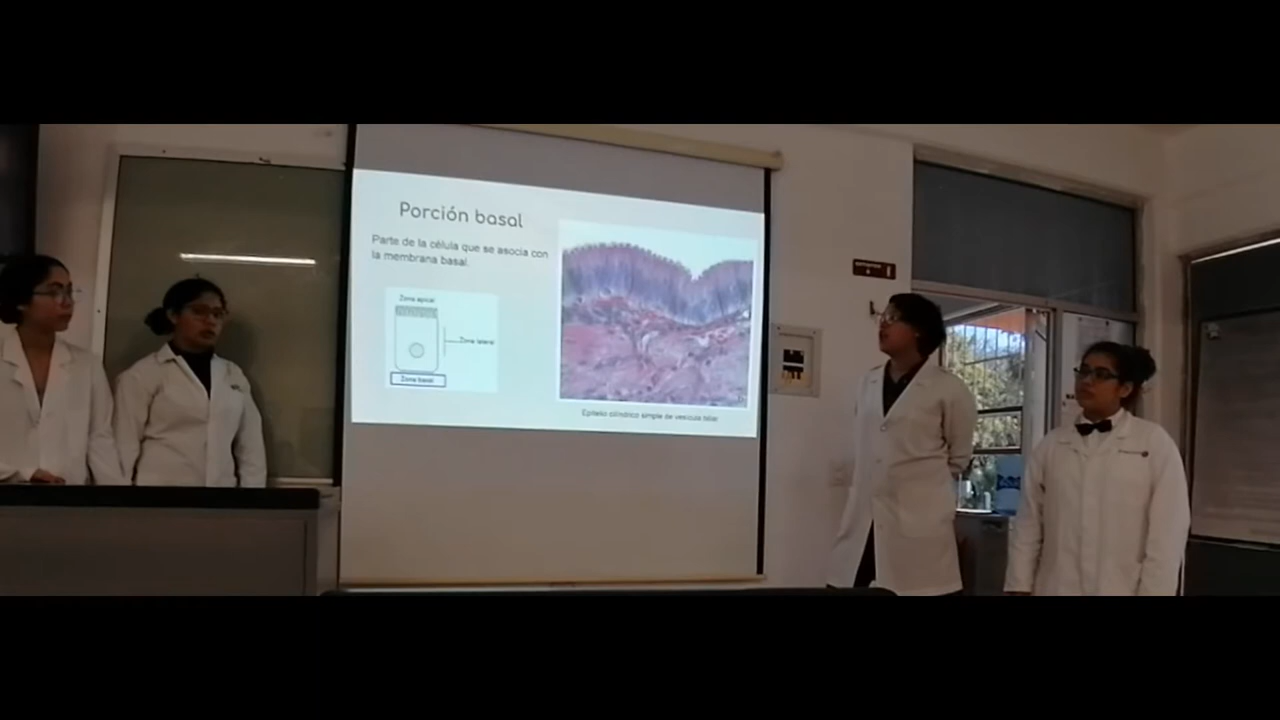 Porción basal
Parte de la célula que se asocia con
la membrana basal.
Zona apical
Zona lateral
Zona basal
Epitelio cilíndrico simple de vesícula biliar